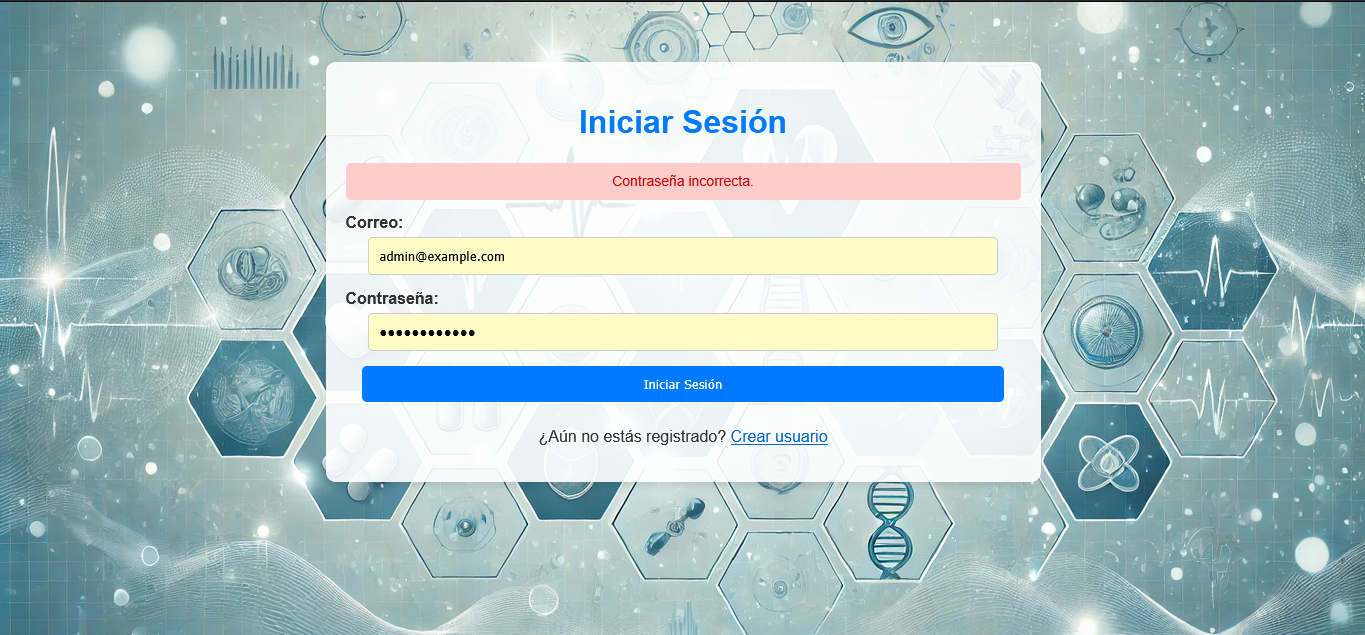 Iniciar Sesión
Contraseña incorrecta.
Correo:
admin@example.com
Contraseña:
••••••••••••
Iniciar Sesión
¿Aún no estás registrado? Crear usuario